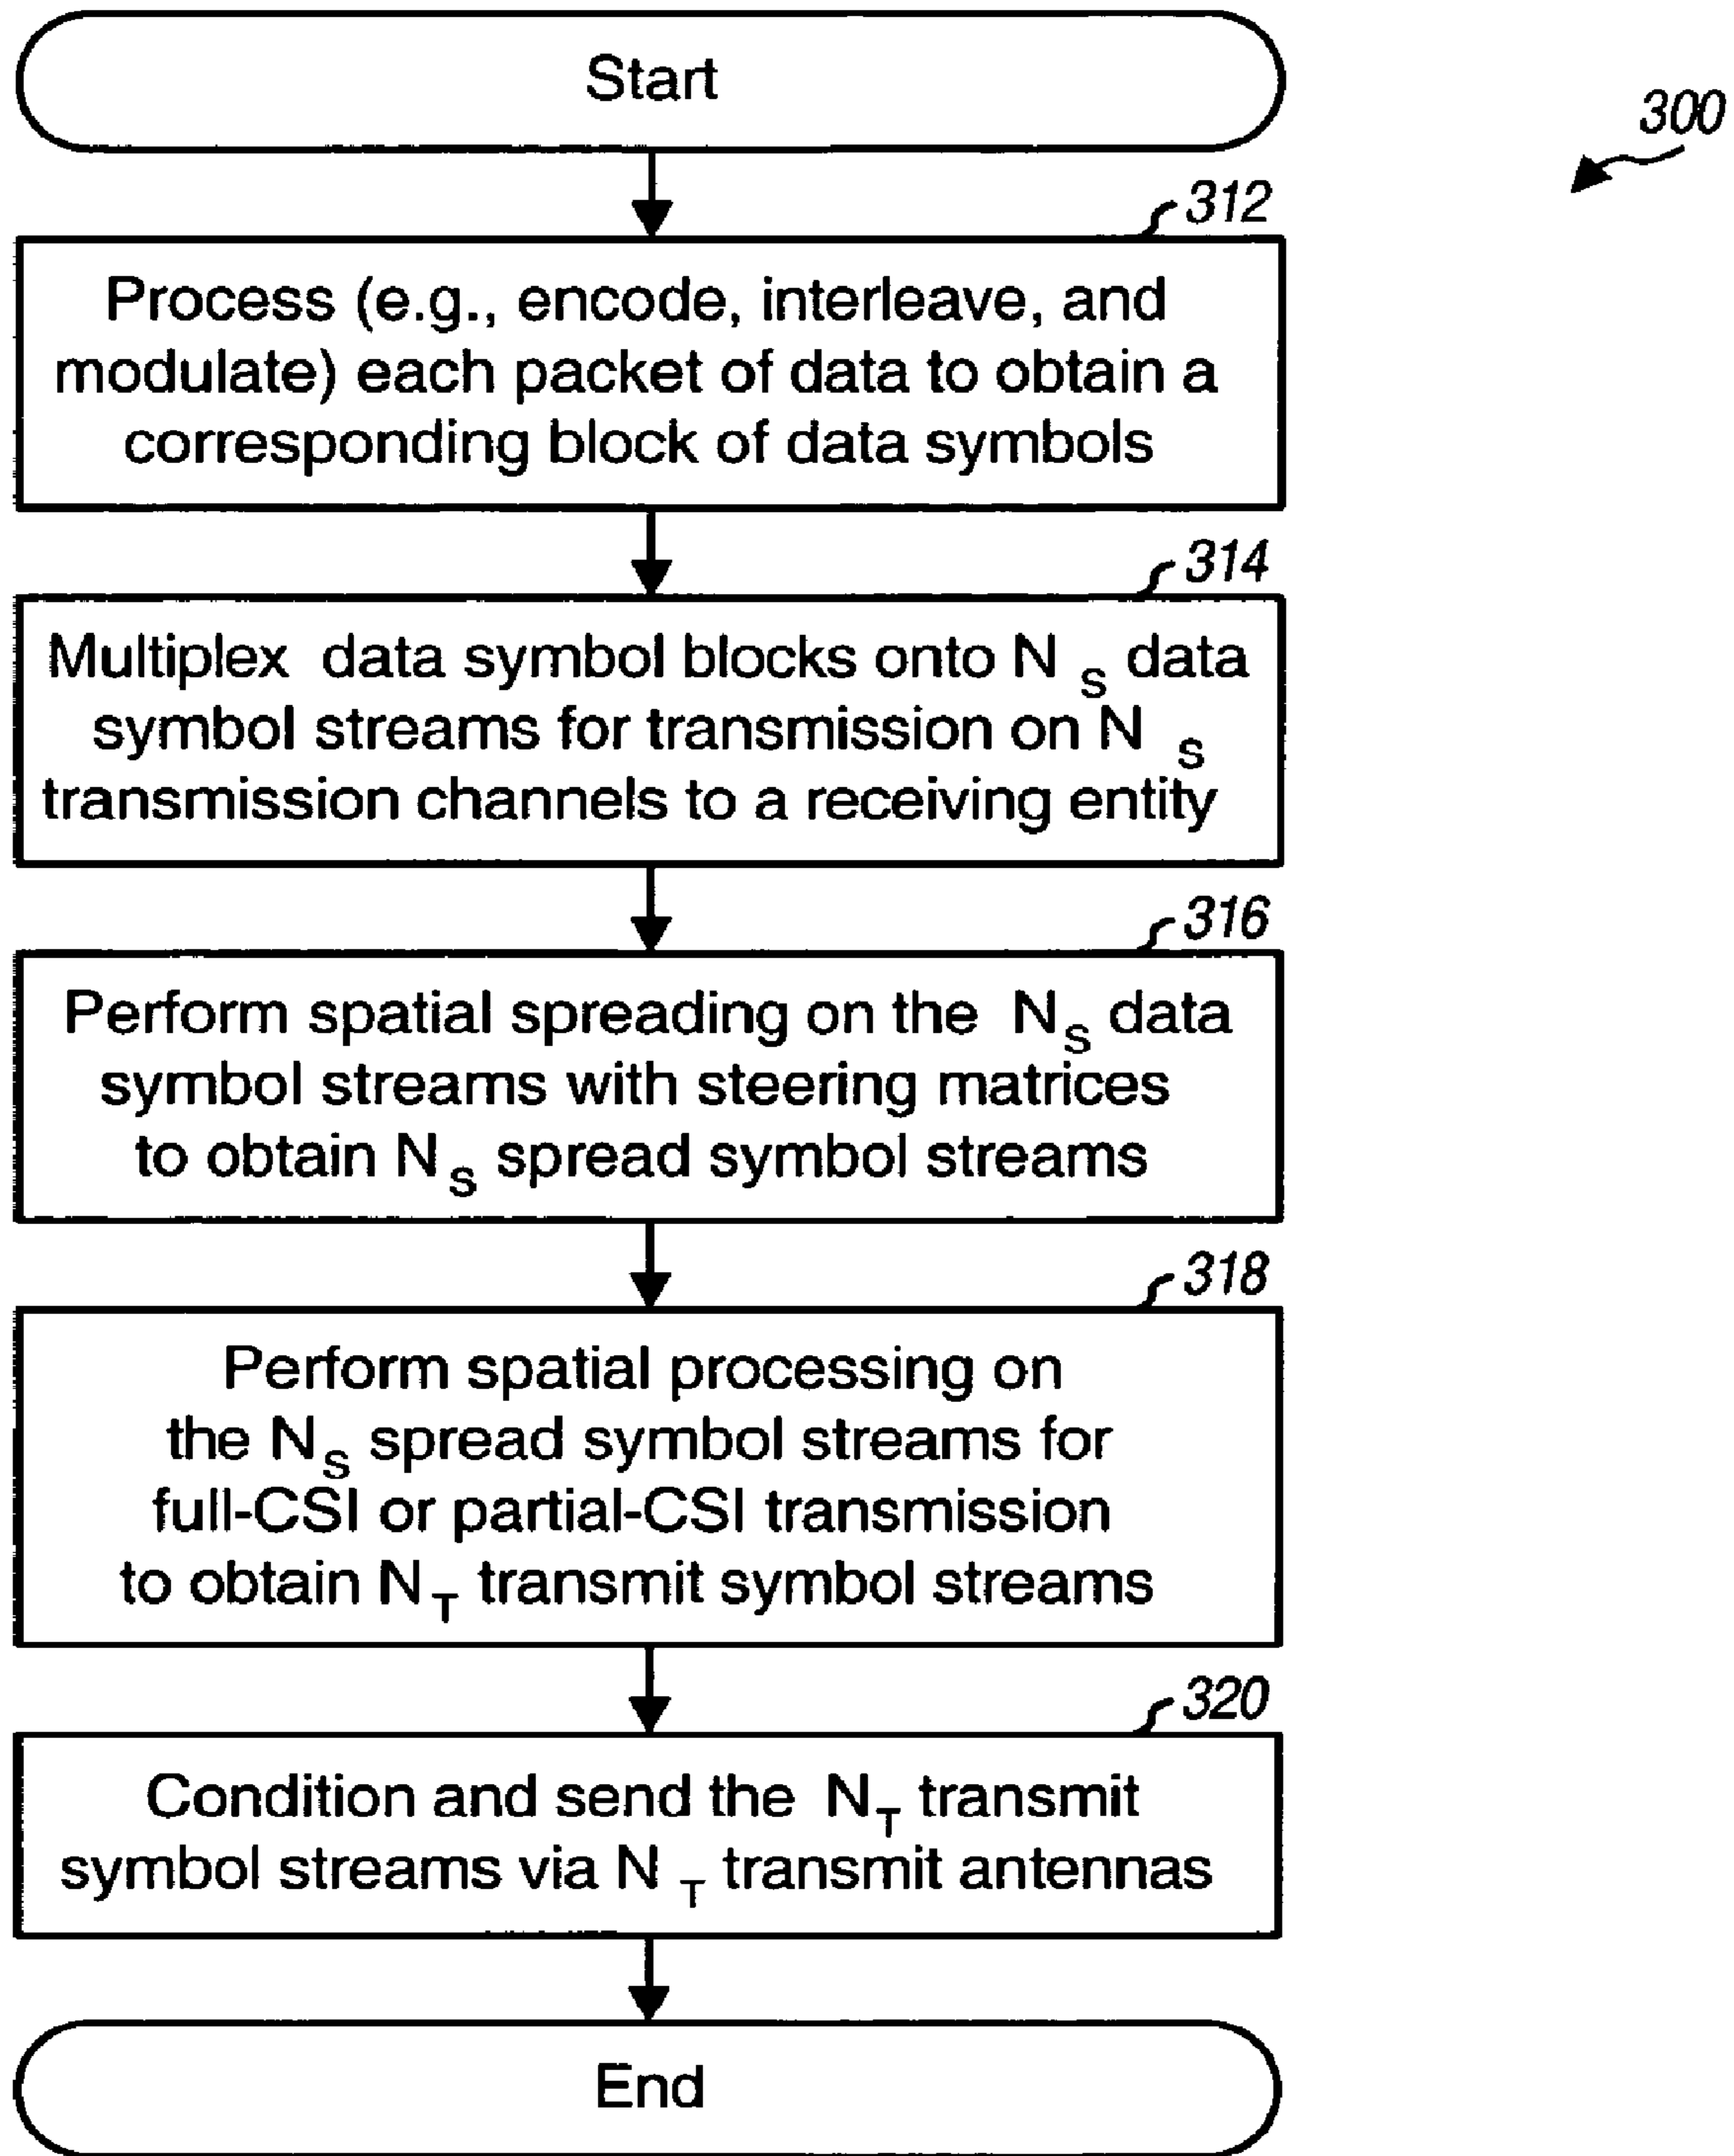 Start
300
312
Process (e.g., encode, interleave, and
modulate) each packet of data to obtain a
corresponding block of data symbols
314
Multiplex data symbol blocks onto N S data
symbol streams for transmission on N S
transmission channels to a receiving entity
316
Perform spatial spreading on the N S data
symbol streams with steering matrices
to obtain N S spread symbol streams
318
Perform spatial processing on
the N S spread symbol streams for
full-CSI or partial-CSI transmission
to obtain N T transmit symbol streams
320
Condition and send the N T transmit
symbol streams via N T transmit antennas
End